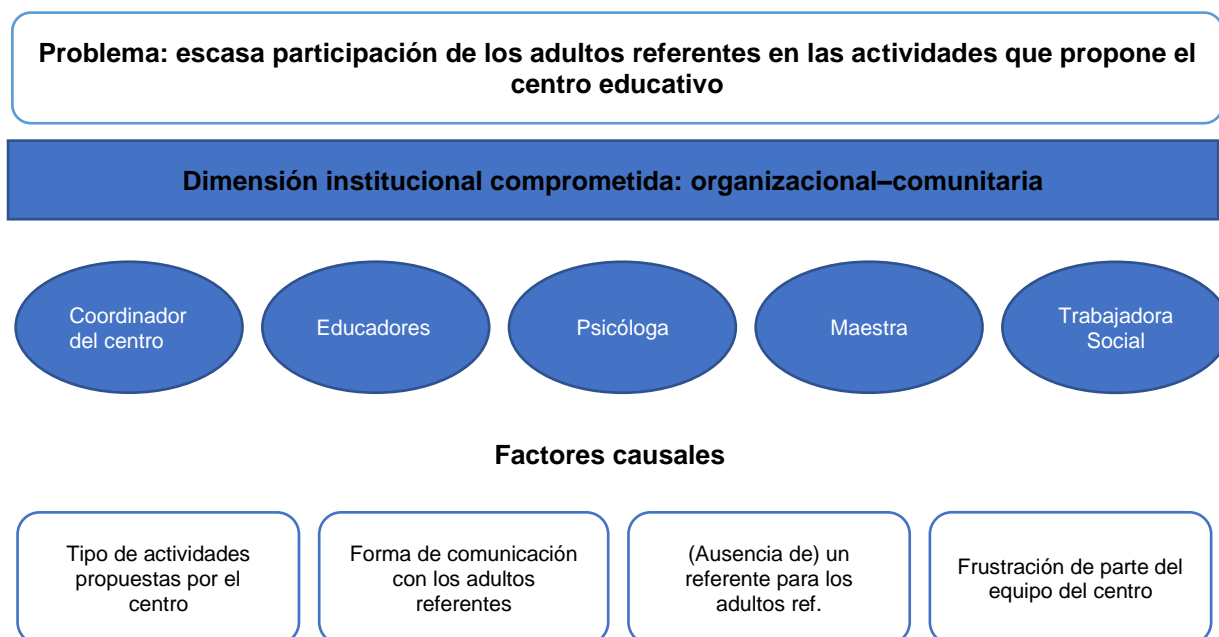 Problema: escasa participación de los adultos referentes en las actividades que propone el
centro educativo
Dimensión institucional comprometida: organizacional–comunitaria
Coordinador
del centro
Educadores
Psicóloga
Maestra
Trabajadora
Social
Factores causales
Tipo de actividades
propuestas por el
centro
Forma de comunicación
con los adultos
referentes
(Ausencia de) un
referente para los
adultos ref.
Frustración de parte del
equipo del centro